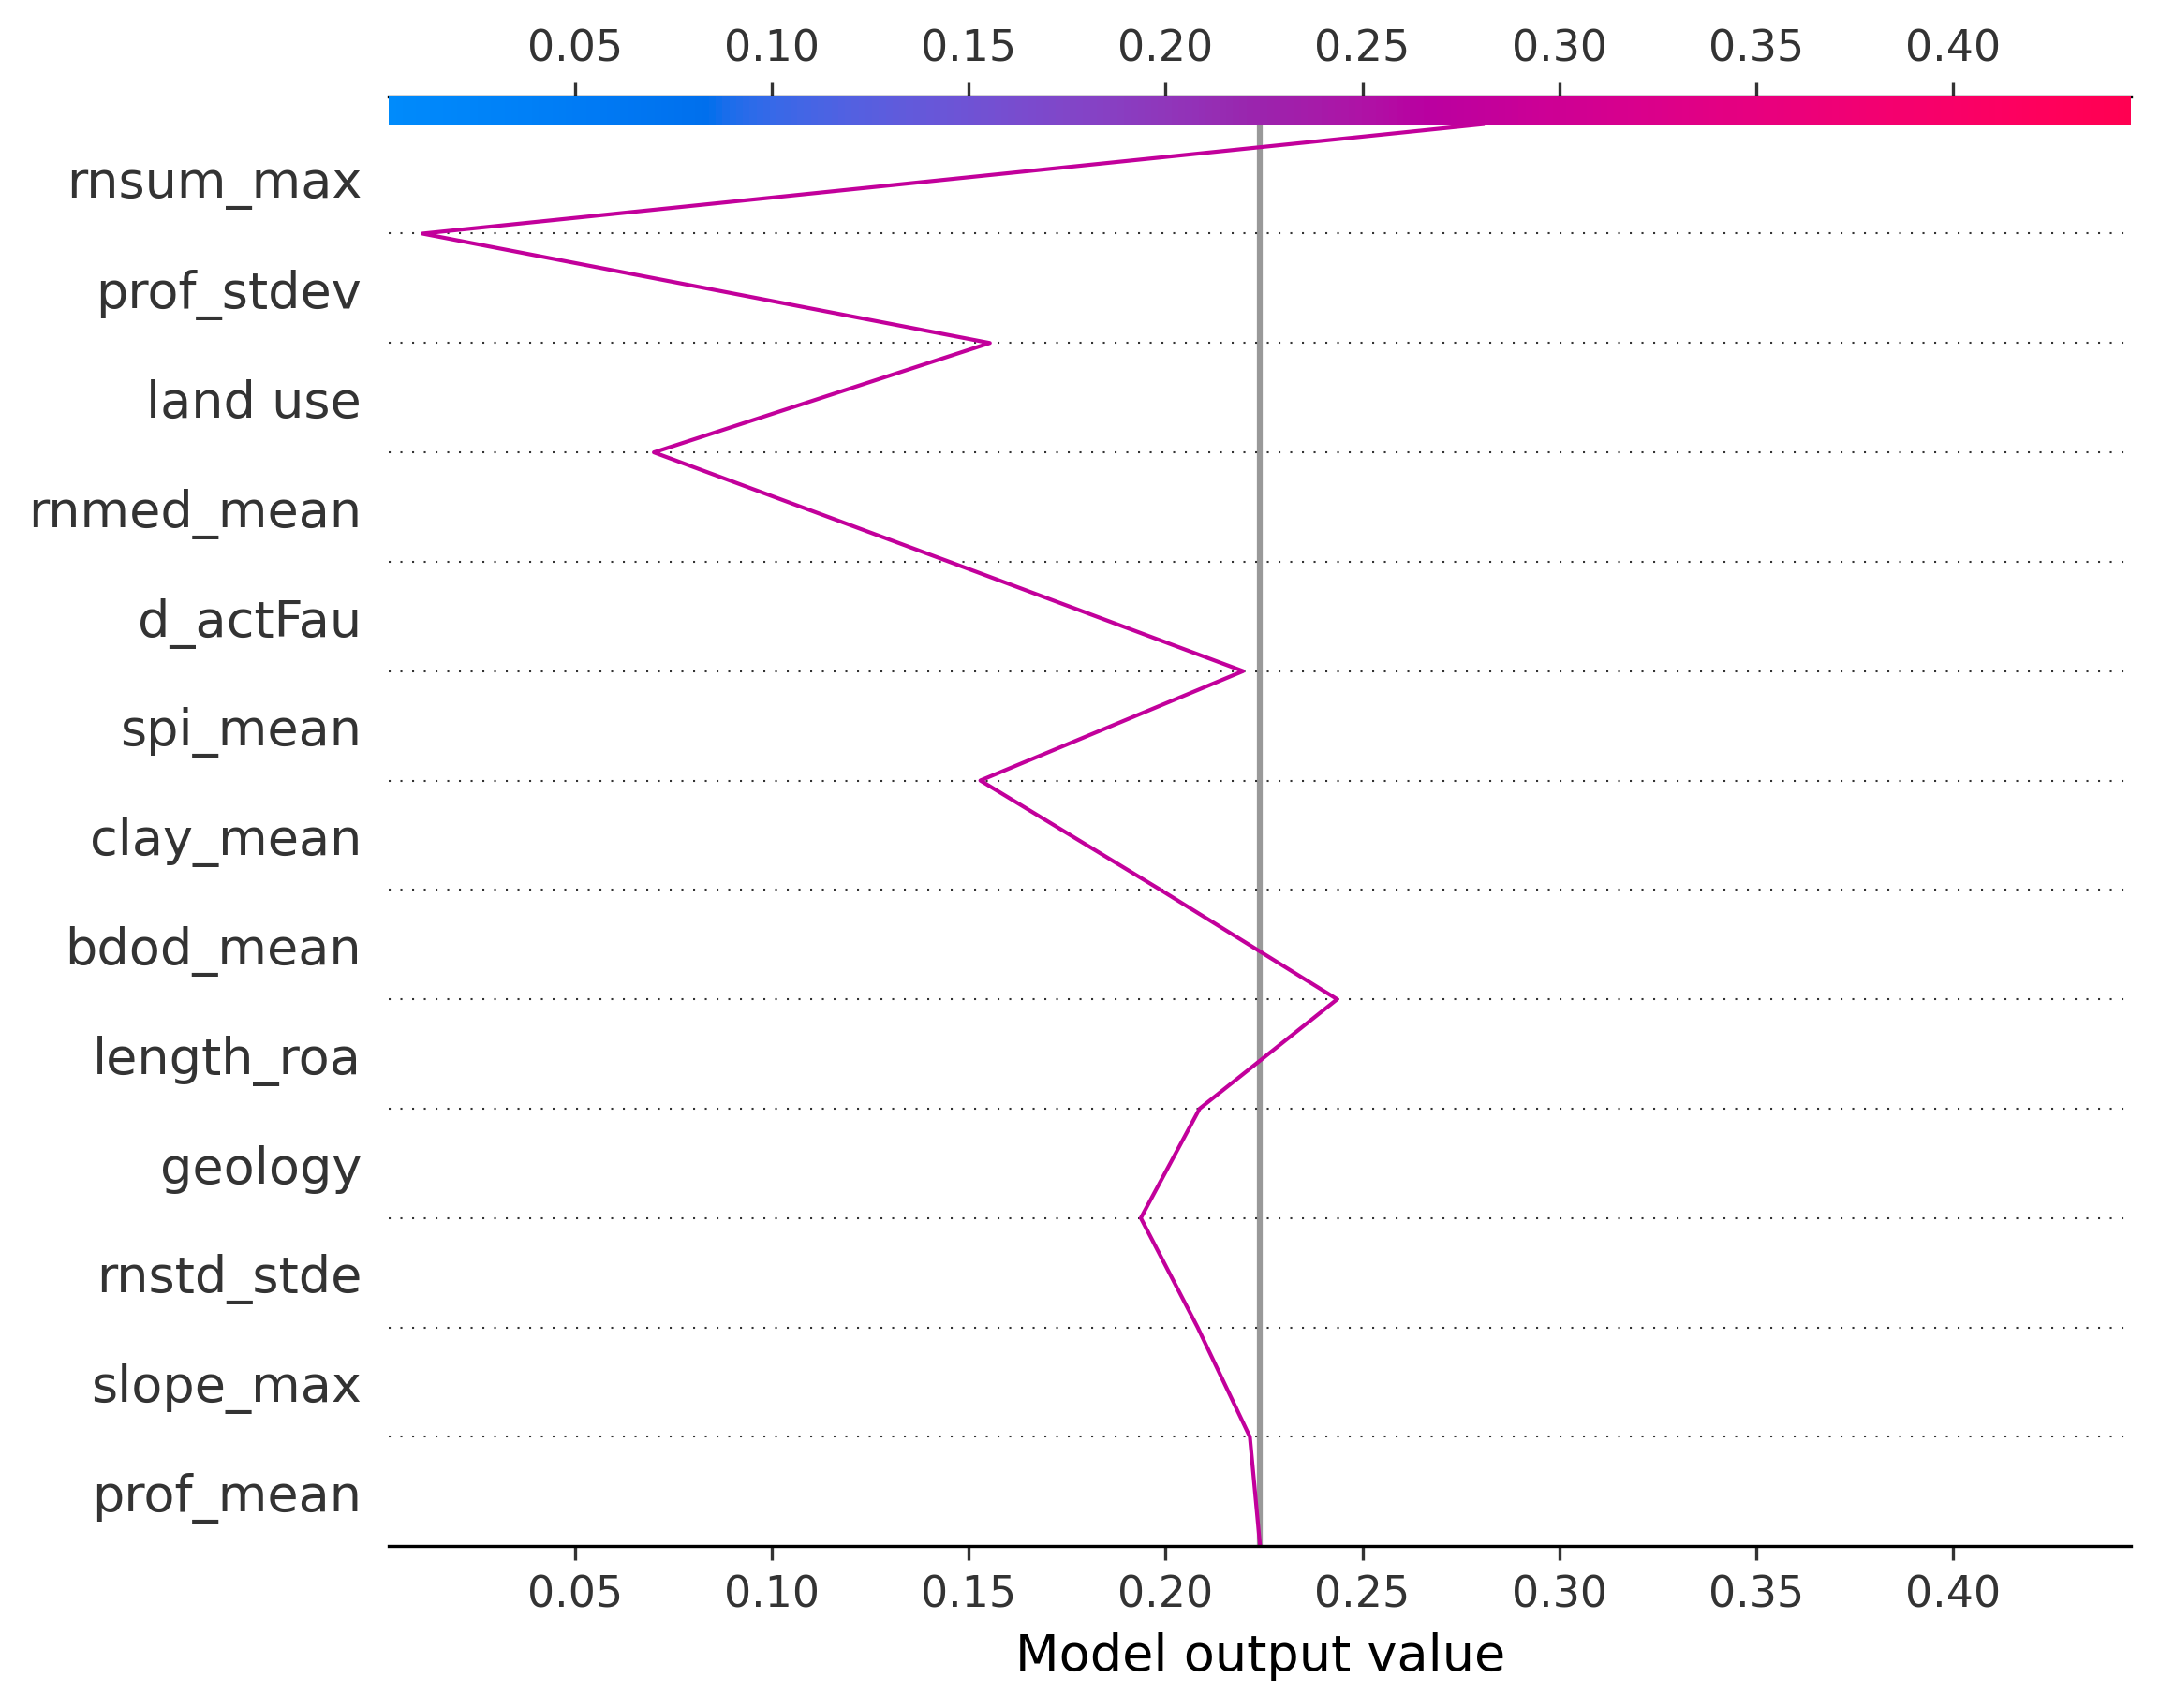 0.05 0.10 0.15 0.20 0.25 0.30 0.35 0.40
rnsum_max
prof_stdev
land use
rnmed_mean
d_actFau
spi_mean
clay_mean
bdod_mean
length_roa
geology
rnstd_stde
slope_max
prof_mean
0.05 0.10 0.15 0.20 0.25 0.30 0.35 0.40
Model output value